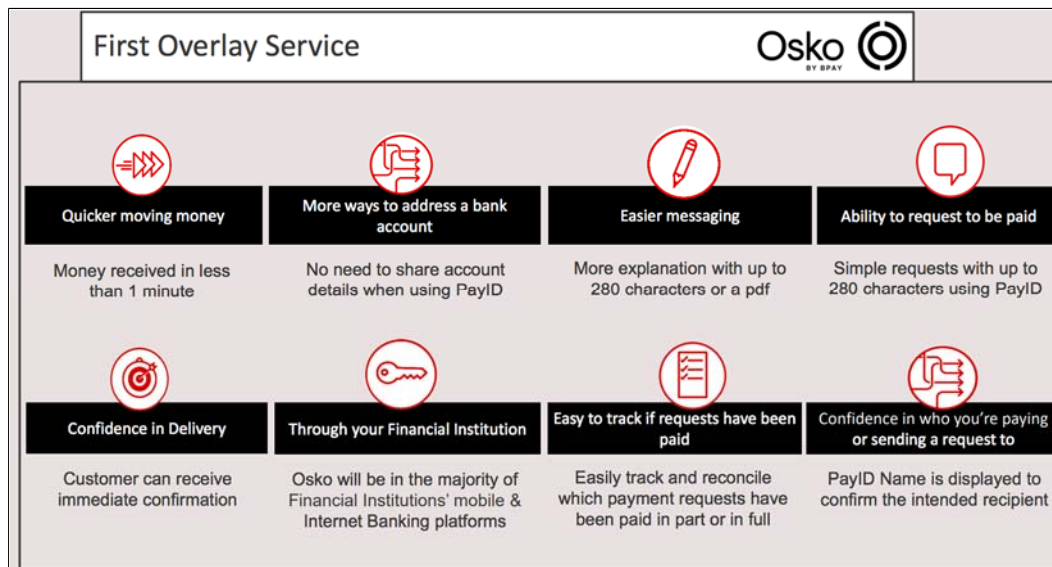 First Overlay Service
Osko
BY BPAY
Quicker moving money
More ways to address a bank
account
Easier messaging
Ability to request to be paid
Money received in less
than 1 minute
No need to share account
details when using PayID
More explanation with up to
280 characters or a pdf
Simple requests with up to
280 characters using PayID
Confidence in Delivery
Through your Financial Institution
Easy to track if requests have been
paid
Confidence in who you're paying
or sending a request to
Customer can receive
immediate confirmation
Osko will be in the majority of
Financial Institutions' mobile &
Internet Banking platforms
Easily track and reconcile
which payment requests have
been paid in part or in full
PayID Name is displayed to
confirm the intended recipient